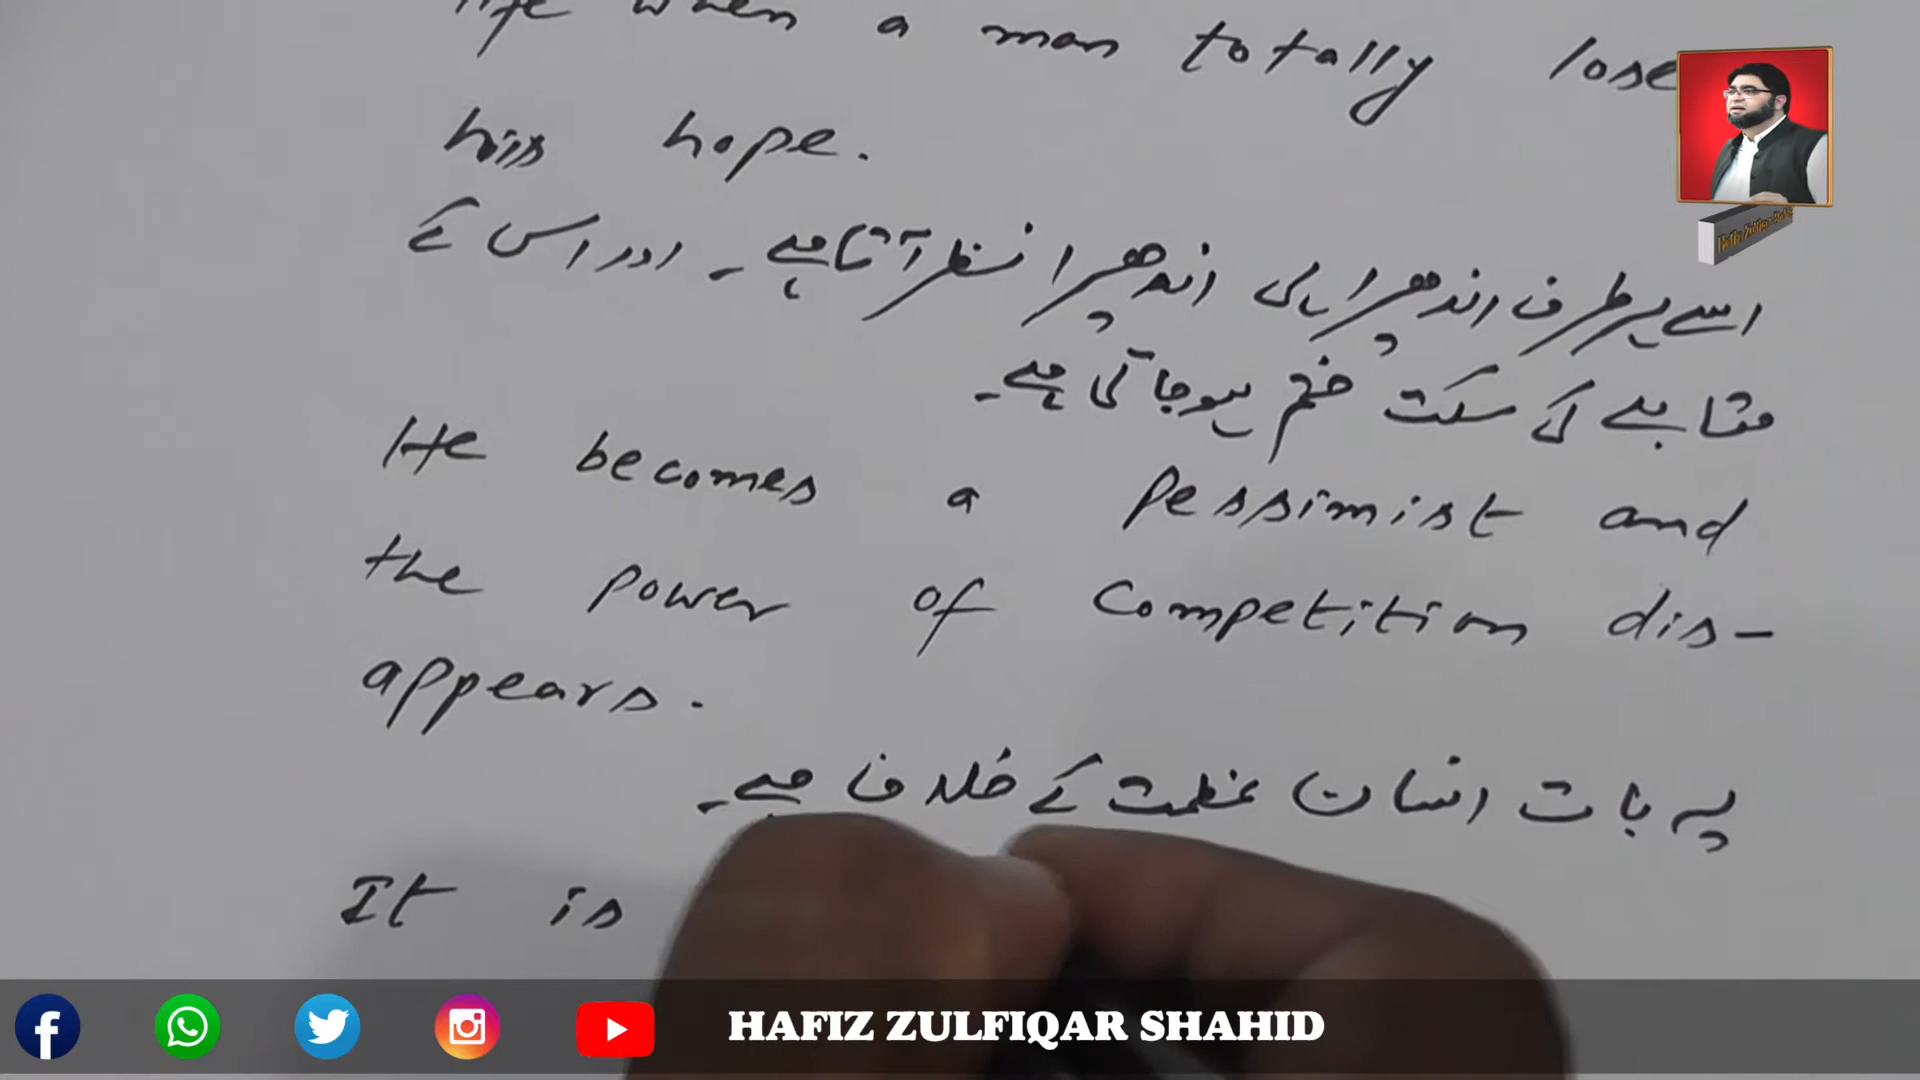 life when a man totally lose
his hope.
اسے ہر طرف اندھیرا ہی اندھیرا نظر آتا ہے ۔ اور اس کے
مقابلے کی سکت ختم ہو جاتی ہے۔
He becomes a pessimist and
the power of competition dis-
appears.
یہ بات انسان عظمت کے خلاف ہے۔
It is
HAFIZ ZULFIQAR SHAHID